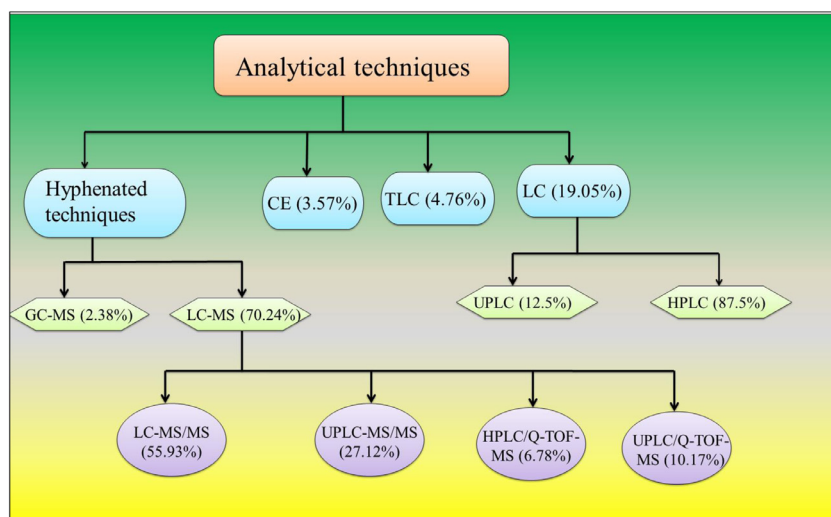 Analytical techniques
Hyphenated
techniques
CE (3.57%)
TLC (4.76%)
LC (19.05%)
GC-MS (2.38%)
LC-MS (70.24%)
UPLC (12.5%)
HPLC (87.5%)
LC-MS/MS
(55.93%)
UPLC-MS/MS
(27.12%)
HPLC/Q-TOF-
MS (6.78%)
UPLC/Q-TOF-
MS (10.17%)